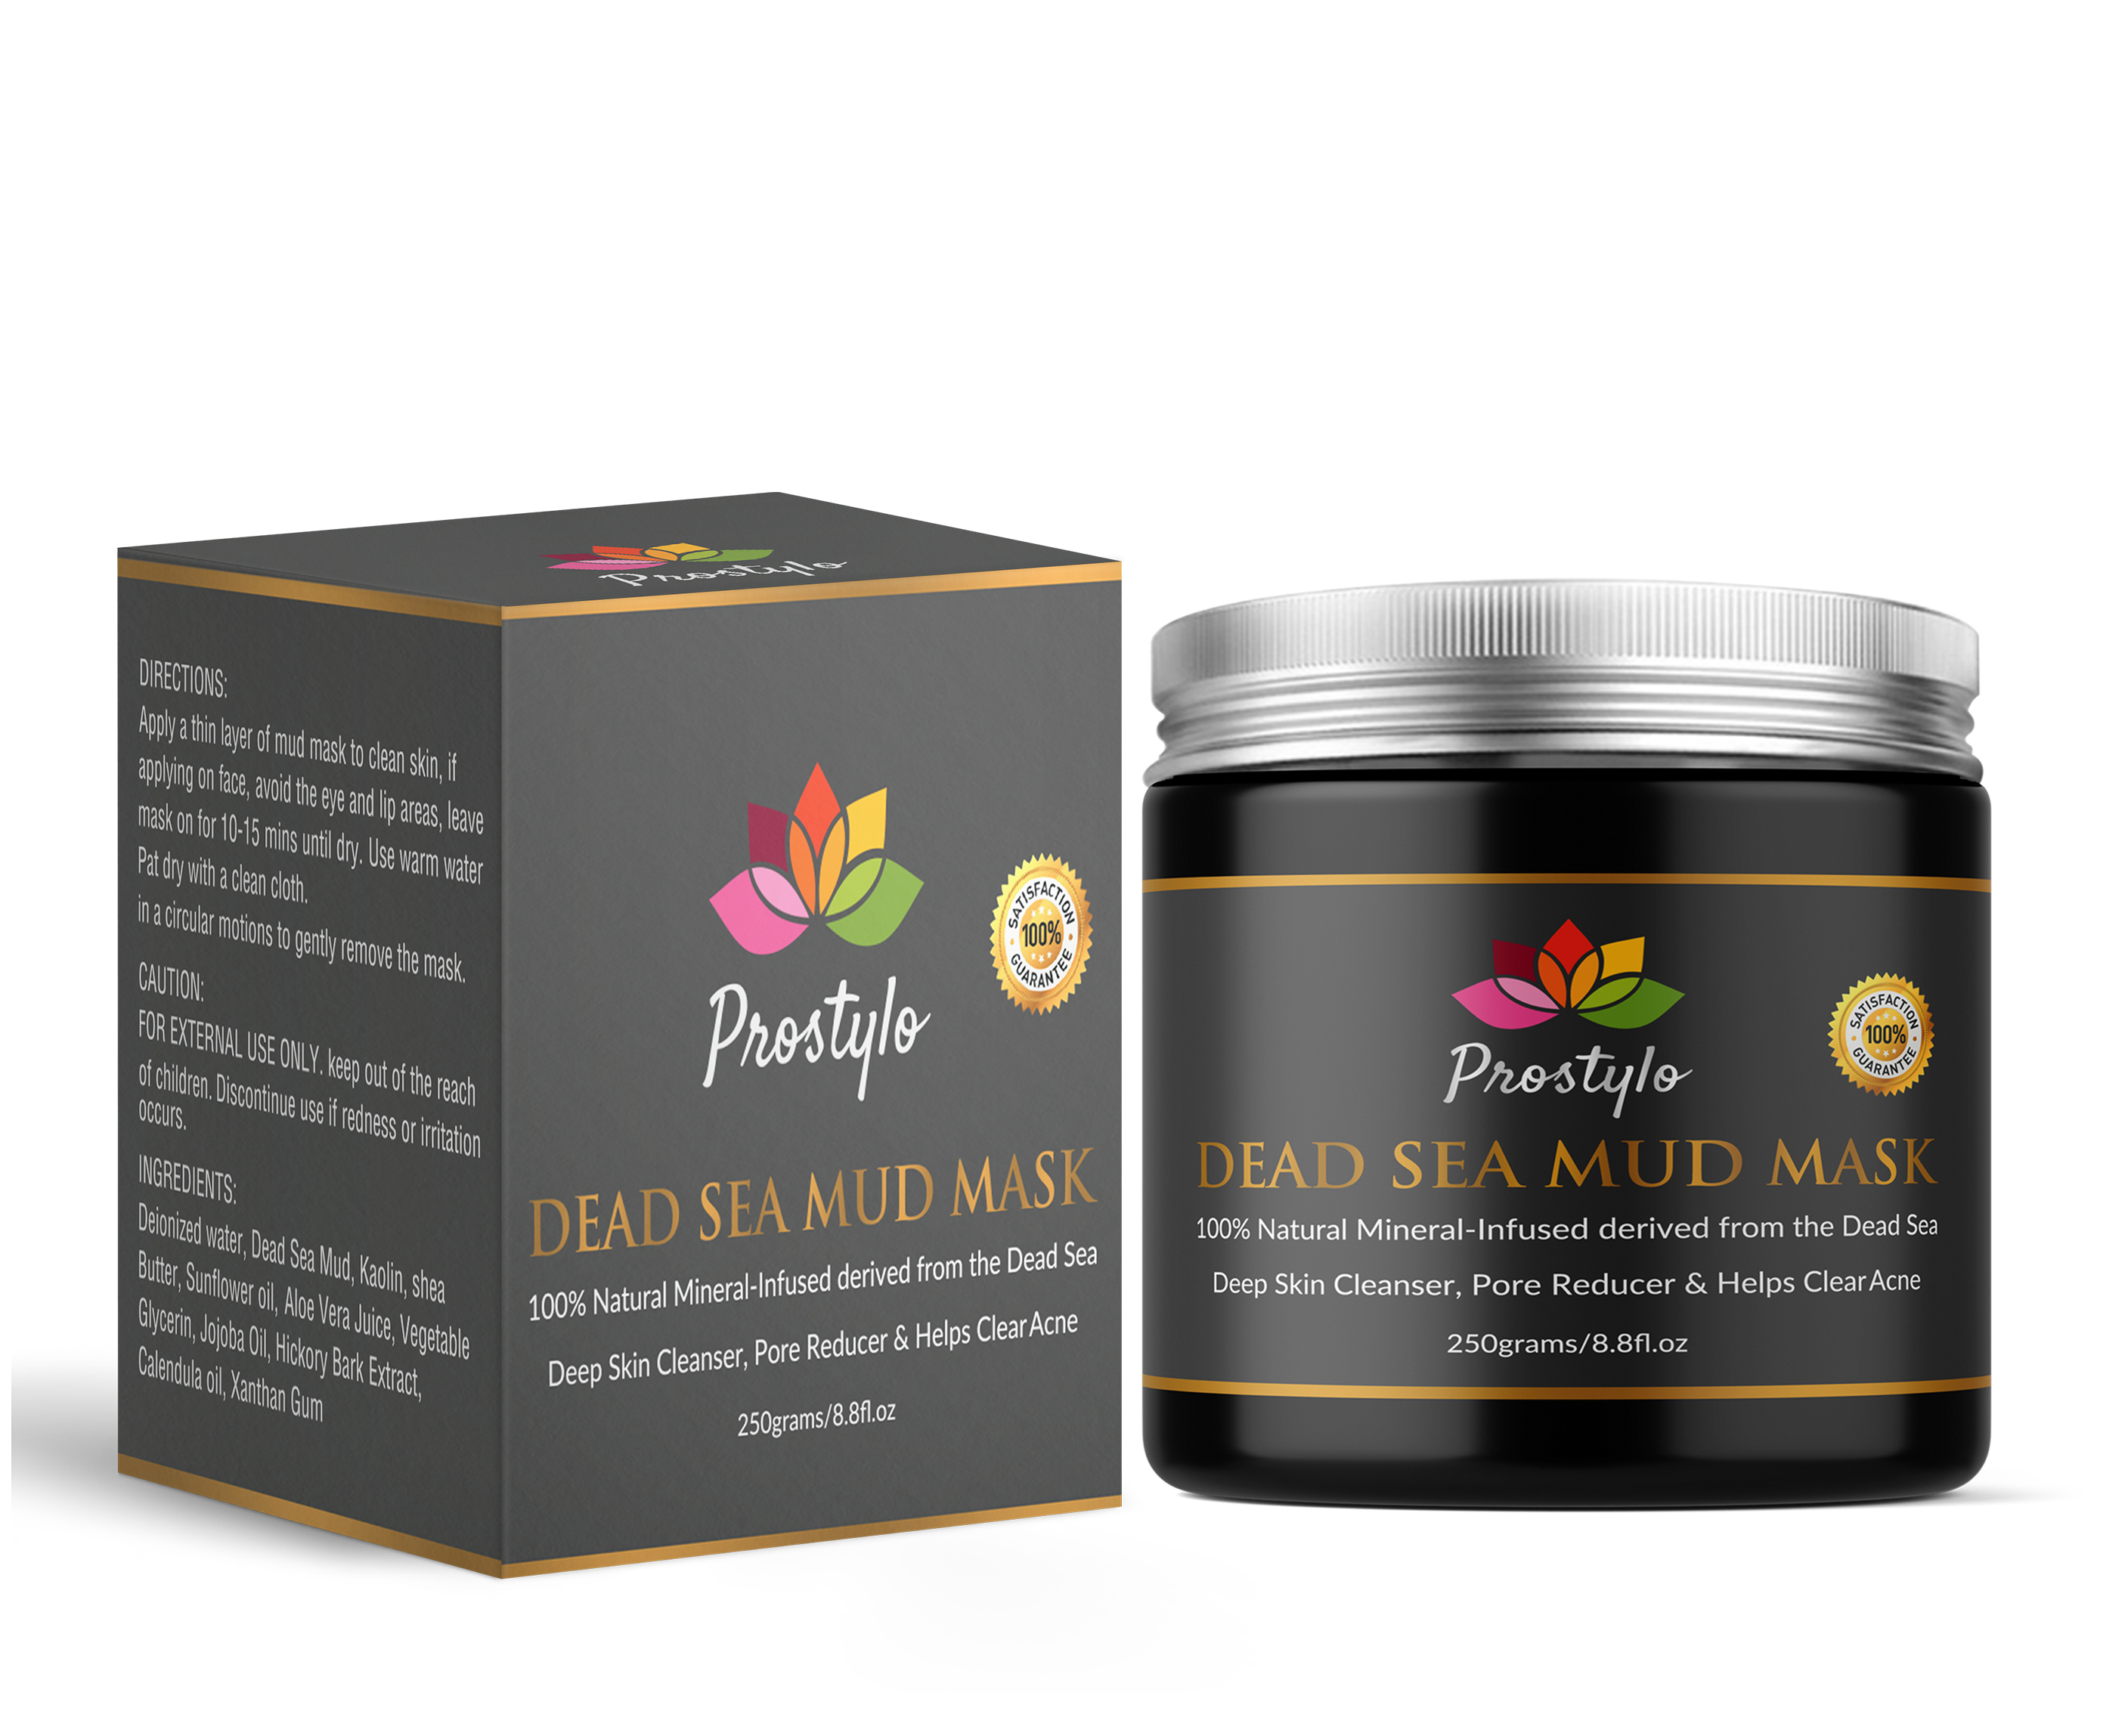 Prostylo
DIRECTIONS:
Apply a thin layer of mud mask to clean skin, if
applying on face, avoid the eye and lip areas, leave
mask on for 10-15 mins until dry. Use warm water
Pat dry with a clean cloth.
in a circular motions to gently remove the mask.
CAUTION:
FOR EXTERNAL USE ONLY. keep out of the reach
of children. Discontinue use if redness or irritation
occurs.
INGREDIENTS:
Deionized water, Dead Sea Mud, Kaolin, shea
Butter, Sunflower oil, Aloe Vera Juice, Vegetable
Glycerin, Jojoba Oil, Hickory Bark Extract,
Calendula oil, Xanthan Gum
Prostylo
SATISFACTION
100%
GUARANTEE
DEAD SEA MUD MASK
100% Natural Mineral-Infused derived from the Dead Sea
Deep Skin Cleanser, Pore Reducer & Helps Clear Acne
250grams/8.8fl.oz
Prostylo
SATISFACTION
100%
GUARANTEE
DEAD SEA MUD MASK
100% Natural Mineral-Infused derived from the Dead Sea
Deep Skin Cleanser, Pore Reducer & Helps Clear Acne
250grams/8.8fl.oz